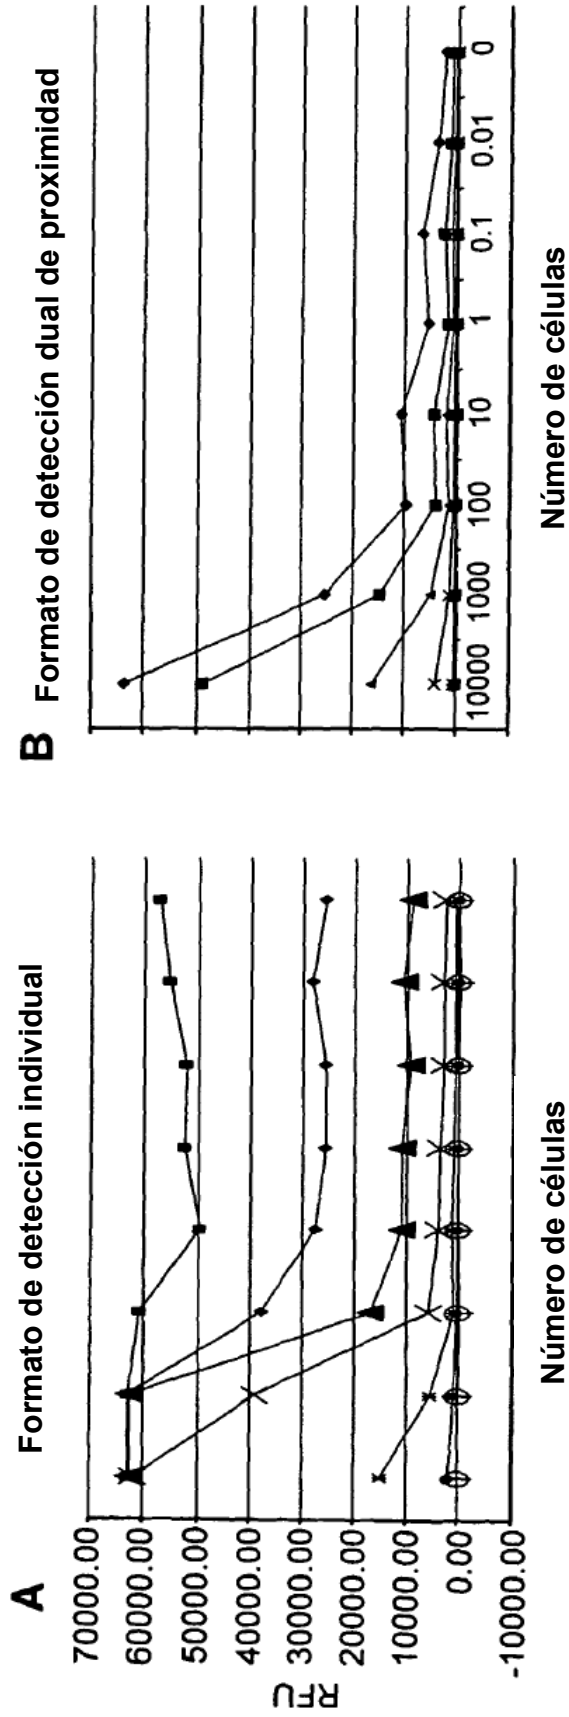 A
Formato de detección individual
RFU
70000.00
60000.00
50000.00
40000.00
30000.00
20000.00
10000.00
0.00
-10000.00
Número de células
B
Formato de detección dual de proximidad
10000
1000
100
10
1
0.1
0.01
0
Número de células